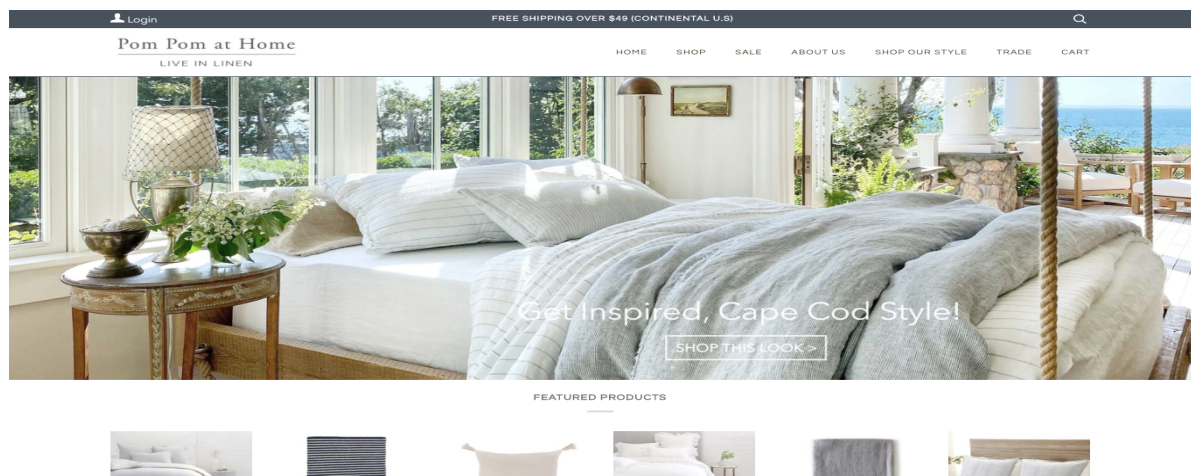 Login
FREE SHIPPING OVER $49 (CONTINENTAL U.S)
Pom Pom at Home
LIVE IN LINEN
HOME SHOP SALE ABOUT US SHOP OUR STYLE TRADE CART
Get Inspired, Cape Cod Style!
SHOP THIS LOOK >
FEATURED PRODUCTS